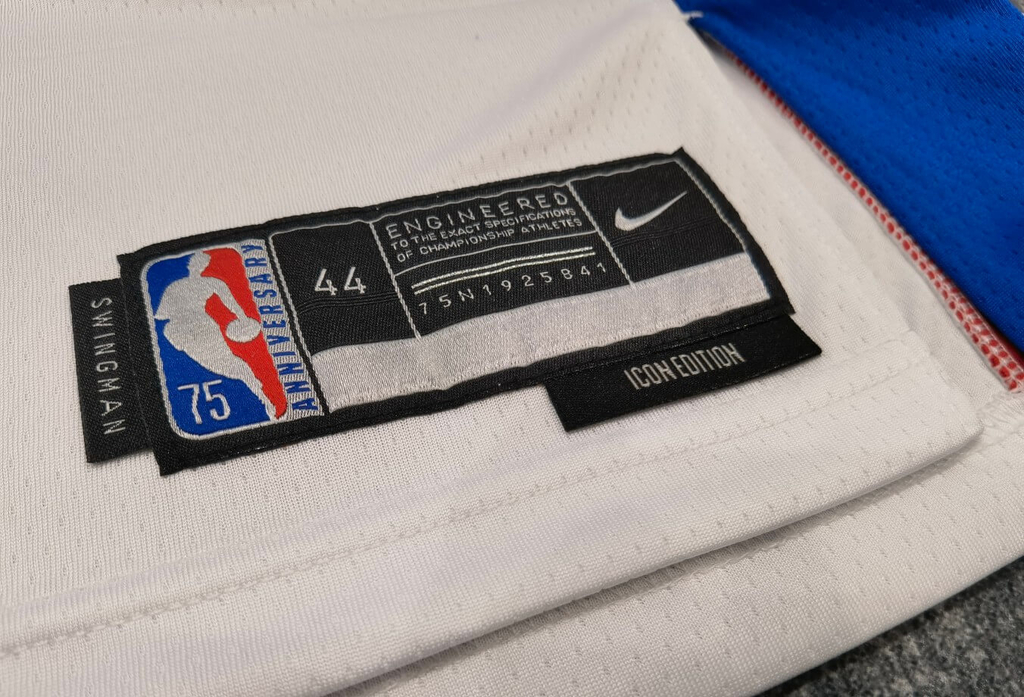 SWINGMAN
75
ANNIVERSARY
44
ENGINEERED
TO THE EXACT SPECIFICATIONS
OF CHAMPIONSHIP ATHLETES
75N1925841
ICON EDITION